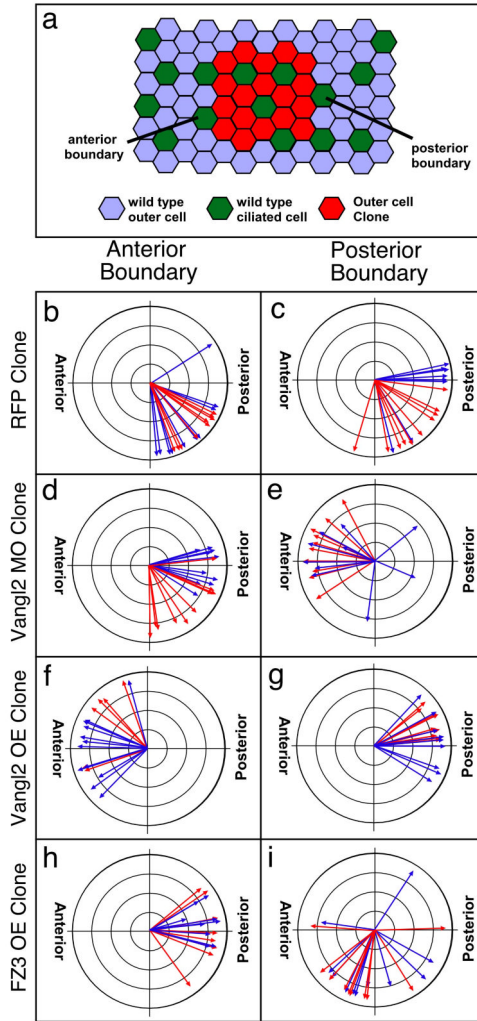 a
anterior
boundary
posterior
boundary
wild type
outer cell
wild type
ciliated cell
Outer cell
Clone
Anterior
Boundary
Posterior
Boundary
RFP Clone
b
Anterior
Posterior
c
Anterior
Posterior
Vangl2 MO Clone
d
Anterior
Posterior
e
Anterior
Posterior
Vangl2 OE Clone
f
Anterior
Posterior
g
Anterior
Posterior
FZ3 OE Clone
h
Anterior
Posterior
i
Anterior
Posterior